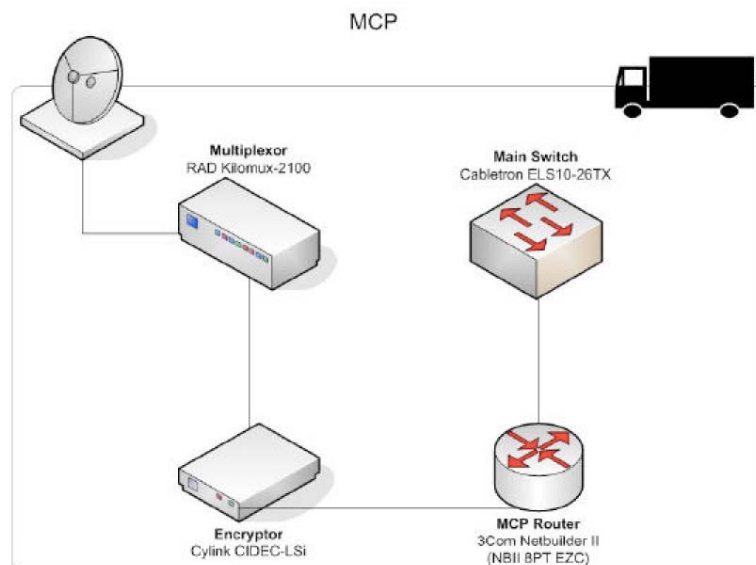 MCP
Multiplexor
RAD Kilomux-2100
Main Switch
Cabletron ELS10-26TX
Encryptor
Cylink CIDEC-LSi
MCP Router
3Com Netbuilder II
(NBII 8PT EZC)